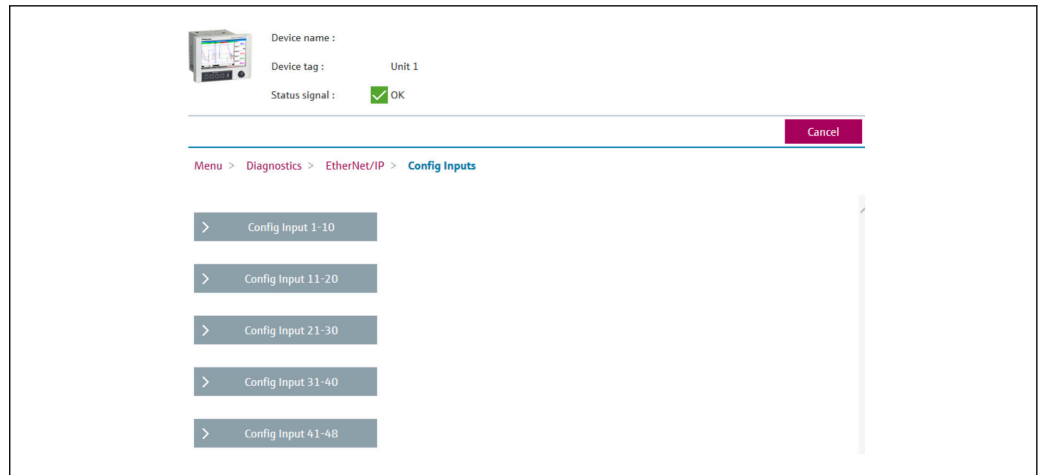 Device name :
Device tag : Unit 1
Status signal : OK
Cancel
Menu > Diagnostics > EtherNet/IP > Config Inputs
> Config Input 1-10
> Config Input 11-20
> Config Input 21-30
> Config Input 31-40
> Config Input 41-48